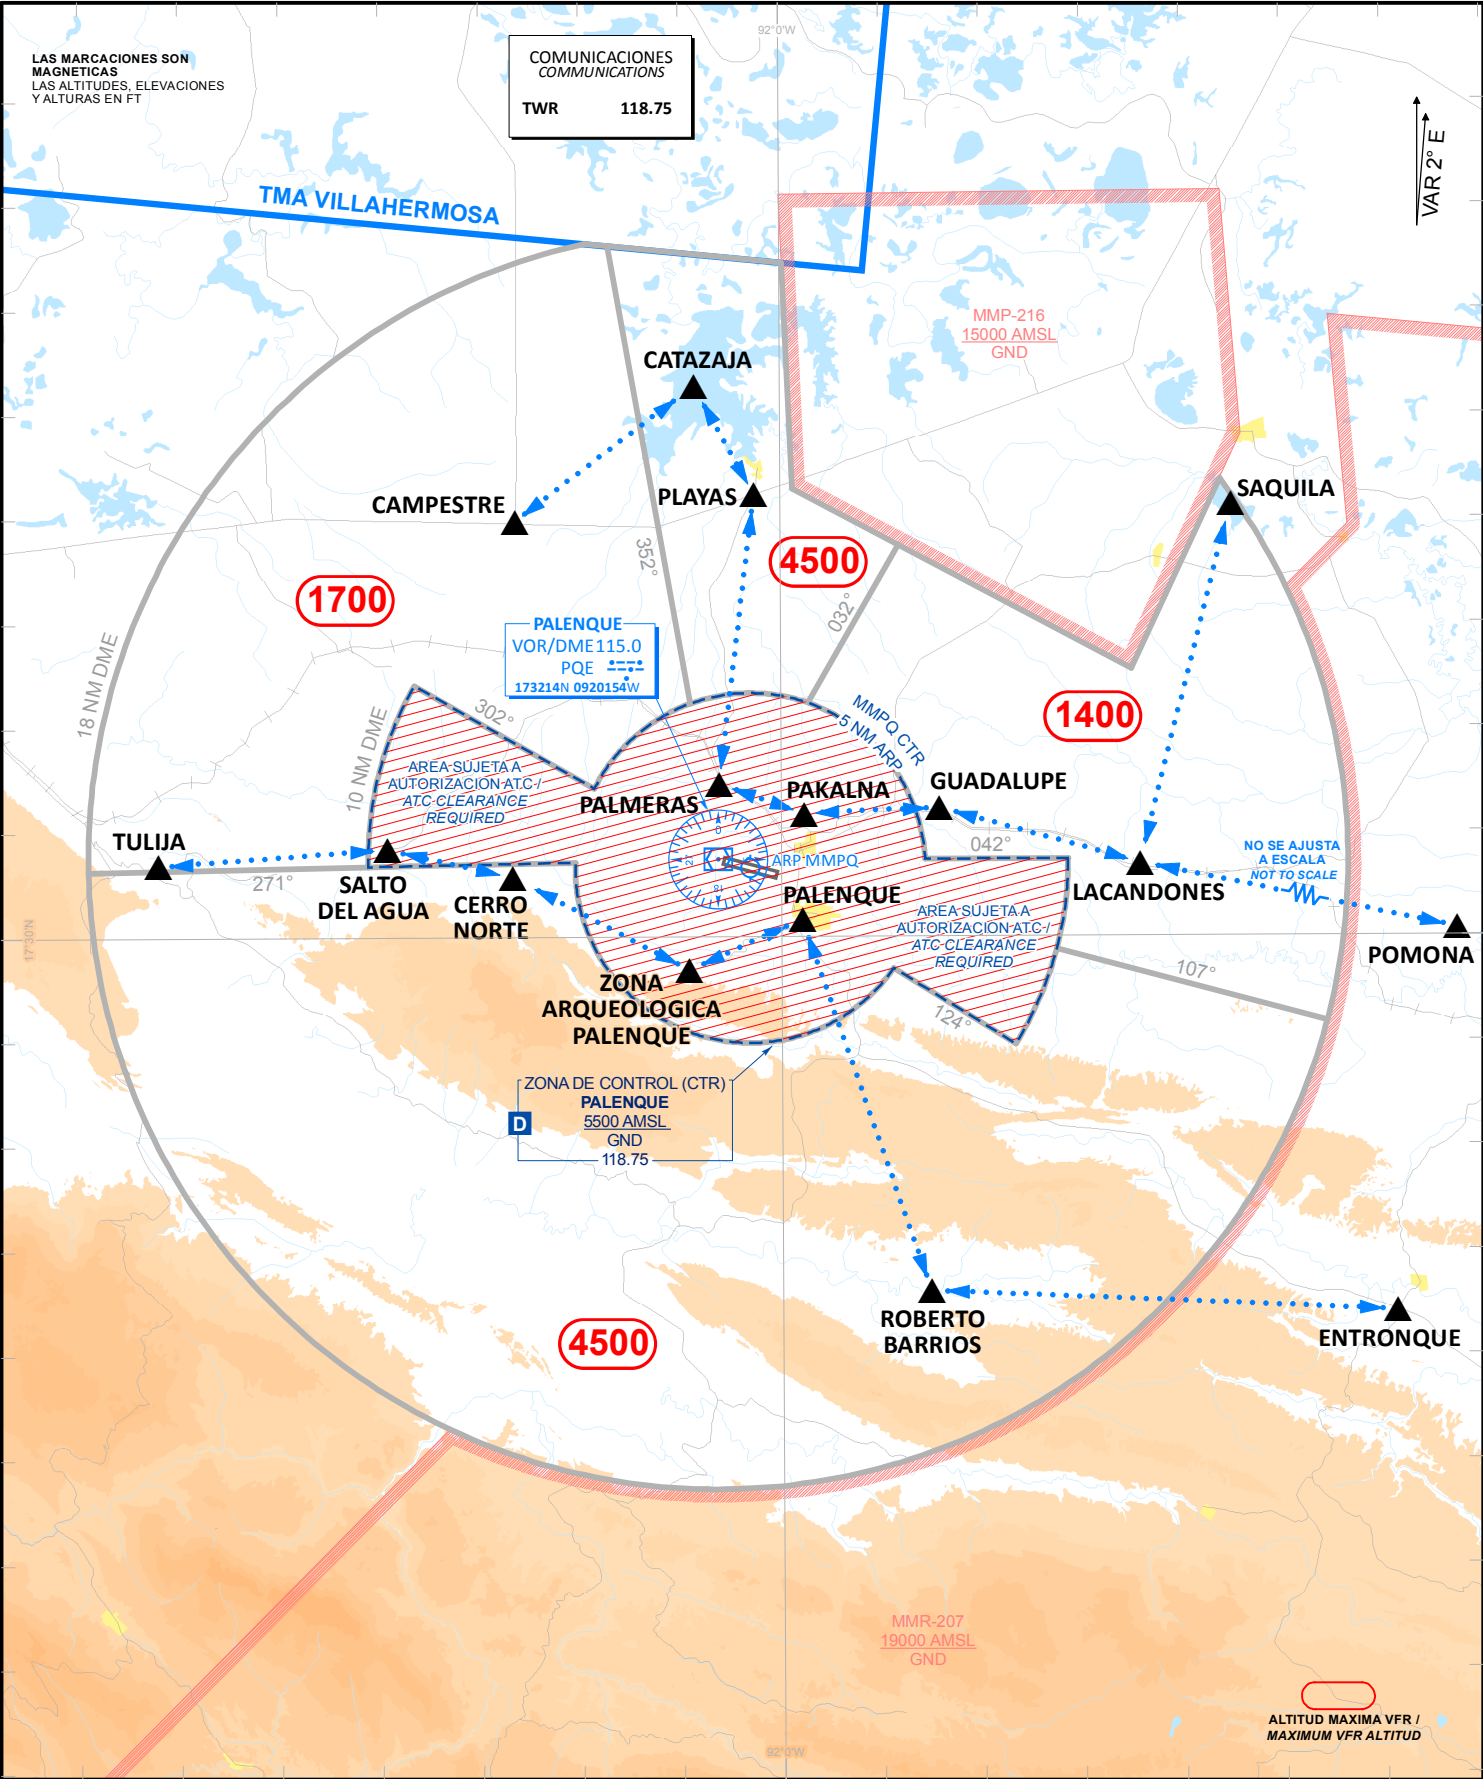 92°0'W
LAS MARCACIONES SON
MAGNETICAS
LAS ALTITUDES, ELEVACIONES
Y ALTURAS EN FT
COMUNICACIONES
COMMUNICATIONS
TWR 118.75
VAR 2° E
TMA VILLAHERMOSA
MMP-216
15000 AMSL
GND
CATAZAJA
CAMPESTRE
PLAYAS
SAQUILA
352°
4500
1700
032°
18 NM DME
PALENQUE
VOR/DME 115.0
PQE
173214N 0920154W
302°
10 NM DME
MMPQ CTR
5 NM ARP
1400
AREA SUJETA A
AUTORIZACION ATC /
ATC CLEARANCE
REQUIRED
PALMERAS
PAKALNA
GUADALUPE
TULIJA
0
27
18
ARP MMPQ
042°
NO SE AJUSTA
A ESCALA
NOT TO SCALE
271°
SALTO
DEL AGUA
CERRO
NORTE
PALENQUE
LACANDONES
AREA SUJETA A
AUTORIZACION ATC /
ATC CLEARANCE
REQUIRED
POMONA
17°30'N
107°
ZONA
ARQUEOLOGICA
PALENQUE
124°
ZONA DE CONTROL (CTR)
PALENQUE
5500 AMSL
GND
118.75
D
ROBERTO
BARRIOS
ENTRONQUE
4500
MMR-207
19000 AMSL
GND
ALTITUD MAXIMA VFR /
MAXIMUM VFR ALTITUD
92°0'W